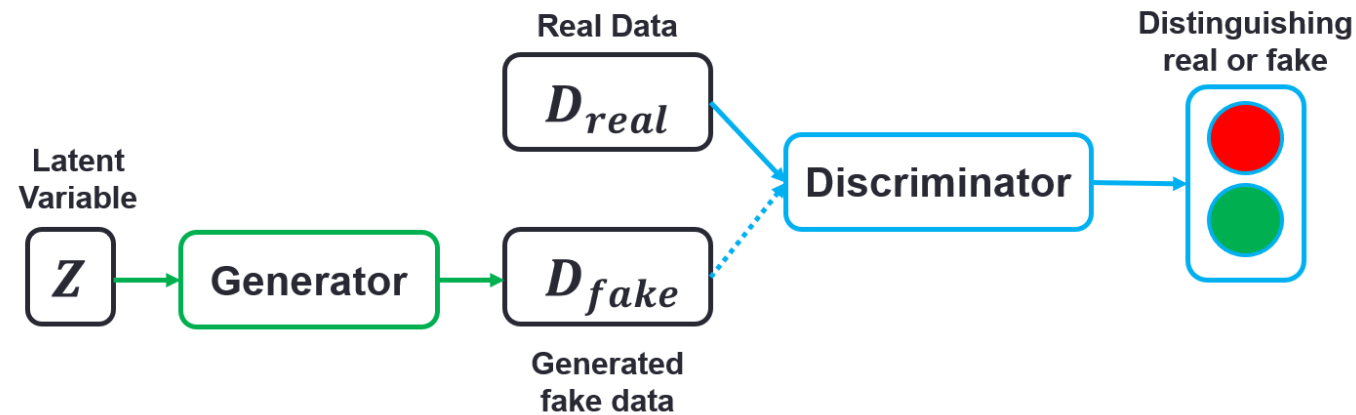 Real Data
D_real
Distinguishing
real or fake
Latent
Variable
Z
Generator
D_fake
Generated
fake data
Discriminator